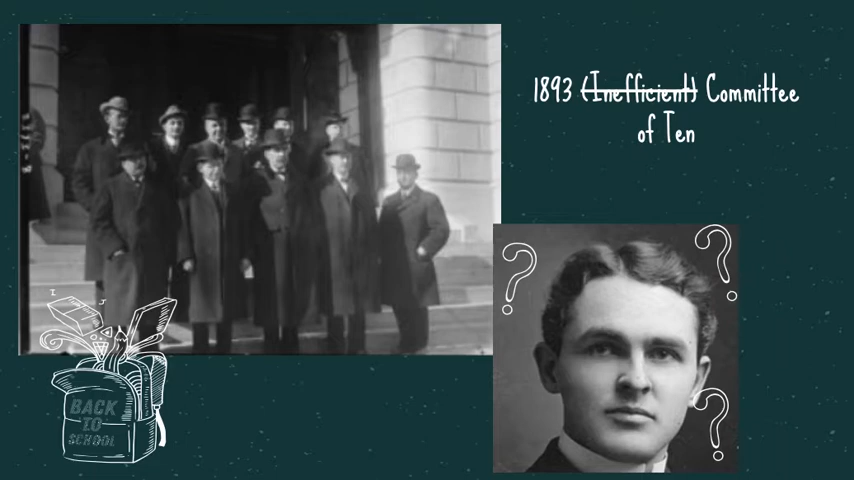 1893 (Inefficient) Committee
of Ten
? ?
?
I J
BACK
TO
SCHOOL